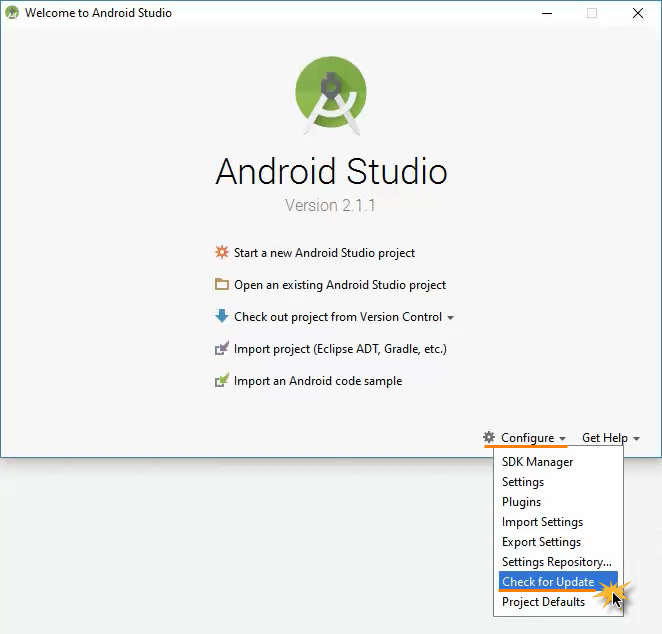 Welcome to Android Studio
Android Studio
Version 2.1.1
Start a new Android Studio project
Open an existing Android Studio project
Check out project from Version Control
Import project (Eclipse ADT, Gradle, etc.)
Import an Android code sample
Configure Get Help
SDK Manager
Settings
Plugins
Import Settings
Export Settings
Settings Repository...
Check for Update
Project Defaults